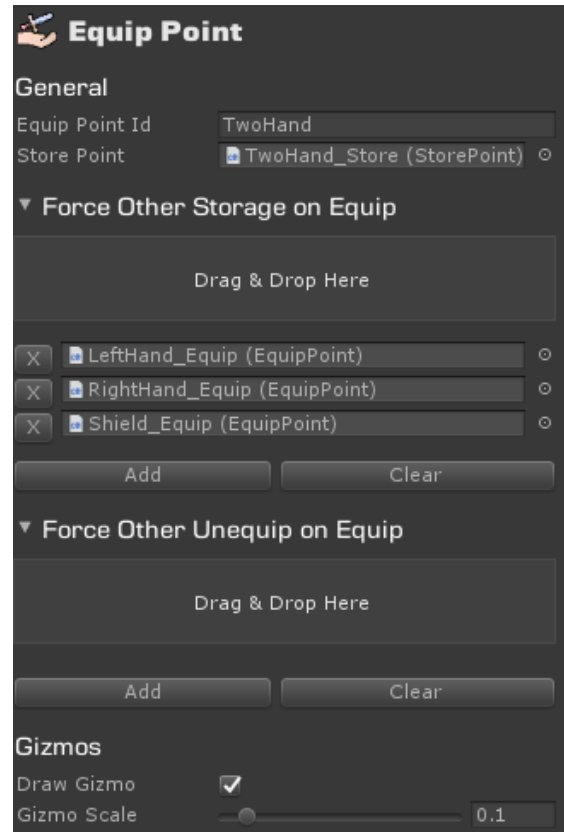 Equip Point
General
Equip Point Id TwoHand
Store Point TwoHand_Store (StorePoint)
Force Other Storage on Equip
Drag & Drop Here
X LeftHand_Equip (EquipPoint)
X RightHand_Equip (EquipPoint)
X Shield_Equip (EquipPoint)
Add Clear
Force Other Unequip on Equip
Drag & Drop Here
Add Clear
Gizmos
Draw Gizmo
Gizmo Scale 0.1